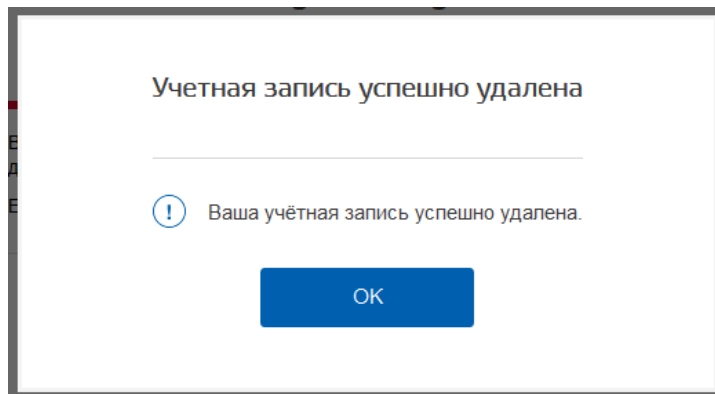 Учетная запись успешно удалена
Ваша учётная запись успешно удалена.
OK